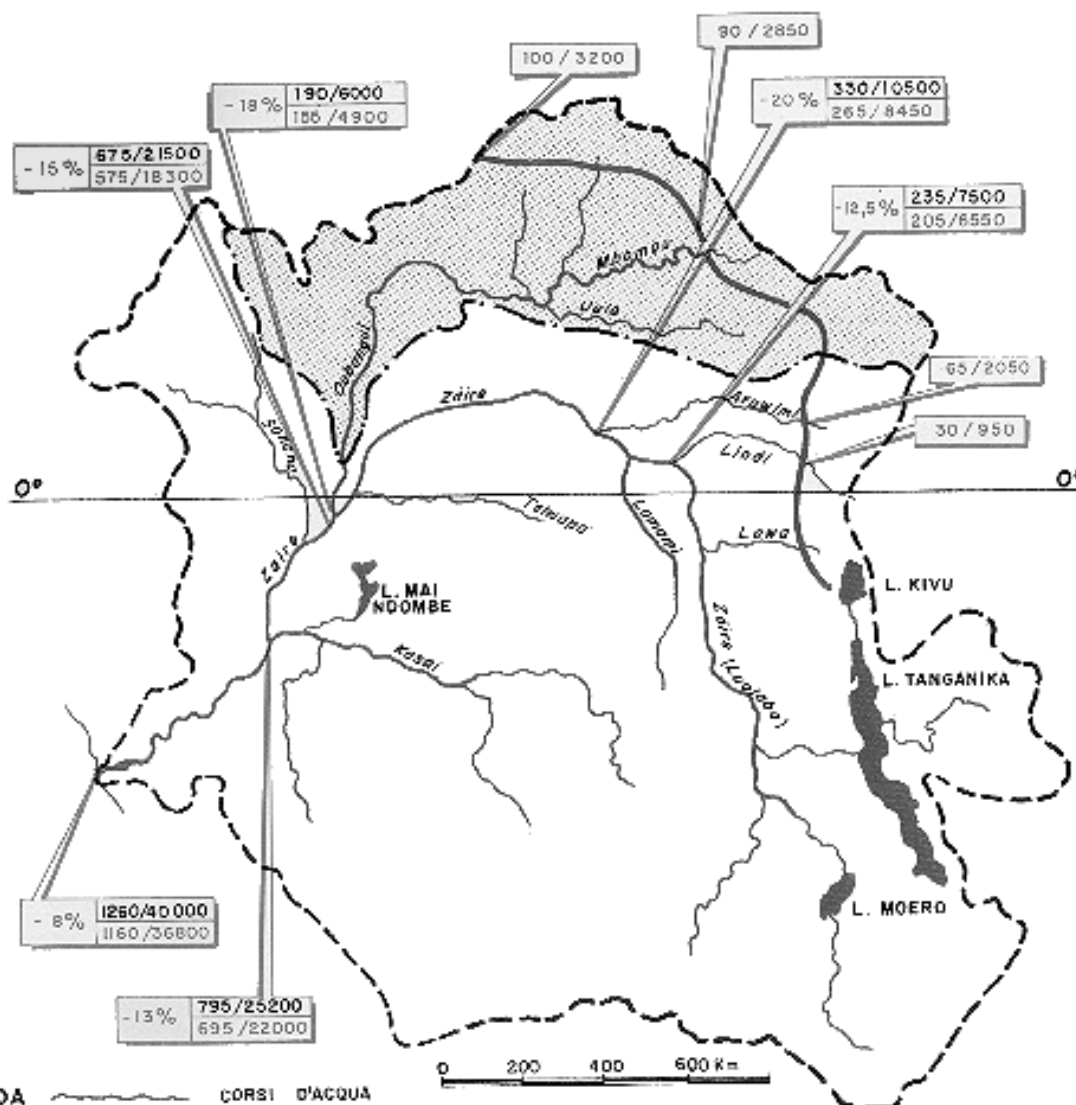 90 / 2850
100 / 3200
-18% 190/6000
155/4900
-20% 330/10500
265/8450
-15% 675/21500
575/18300
-12,5% 235/7500
205/6550
Mbomou
Uele
Oubangui
65/2050
Zaire
Aruwimi
30/950
Sanga
Lindi
0° 0°
Tshuapa
Lomami
Lowa
Zaire
L. MAI
NDOMBE
L. KIVU
Kasai
Zaire (Lualaba)
L. TANGANIKA
-8% 1260/40000
1160/36800
L. MOERO
-13% 795/25200
695/22000
0 200 400 600 Km
DA CORSI D'ACQUA